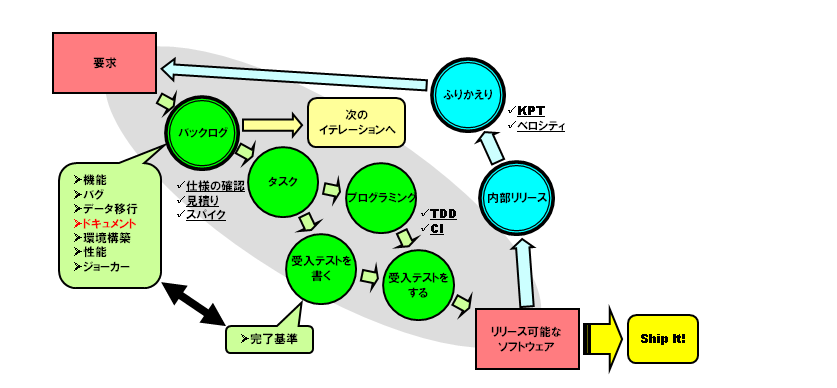 要求
ふりかえり
✓KPT
✓ベロシティ
次の
イテレーションへ
バックログ
➢機能
➢バグ
➢データ移行
➢ドキュメント
➢環境構築
➢性能
➢ジョーカー
✓仕様の確認
✓見積り
✓スパイク
タスク
プログラミング
✓TDD
✓CI
内部リリース
受入テストを
書く
受入テストを
する
➢完了基準
リリース可能な
ソフトウェア
Ship It!